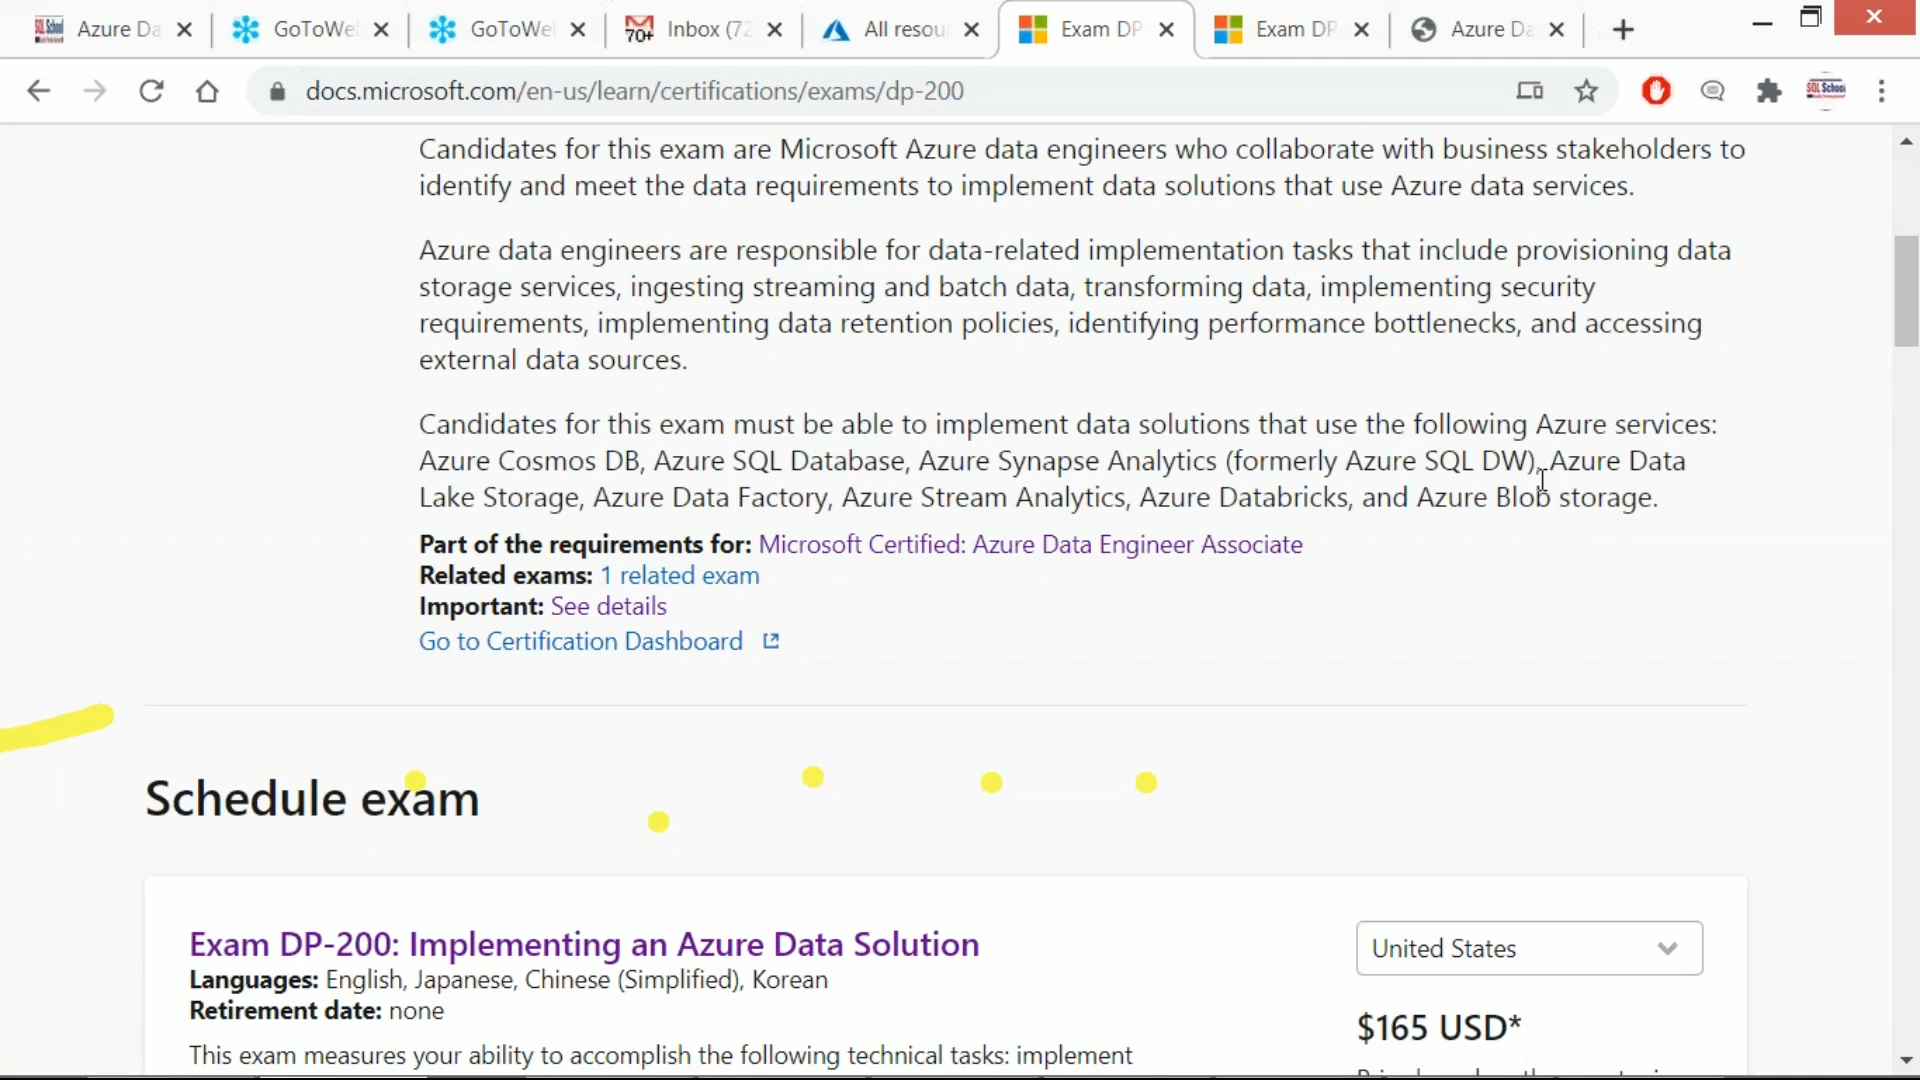 Azure Da
GoToWe
GoToWe
Inbox (72
All resou
Exam DP
Exam DP
Azure Da
70+
docs.microsoft.com/en-us/learn/certifications/exams/dp-200
SQL School
Candidates for this exam are Microsoft Azure data engineers who collaborate with business stakeholders to
identify and meet the data requirements to implement data solutions that use Azure data services.
Azure data engineers are responsible for data-related implementation tasks that include provisioning data
storage services, ingesting streaming and batch data, transforming data, implementing security
requirements, implementing data retention policies, identifying performance bottlenecks, and accessing
external data sources.
Candidates for this exam must be able to implement data solutions that use the following Azure services:
Azure Cosmos DB, Azure SQL Database, Azure Synapse Analytics (formerly Azure SQL DW), Azure Data
Lake Storage, Azure Data Factory, Azure Stream Analytics, Azure Databricks, and Azure Blob storage.
Part of the requirements for: Microsoft Certified: Azure Data Engineer Associate
Related exams: 1 related exam
Important: See details
Go to Certification Dashboard
Schedule exam
Exam DP-200: Implementing an Azure Data Solution
Languages: English, Japanese, Chinese (Simplified), Korean
Retirement date: none
This exam measures your ability to accomplish the following technical tasks: implement
United States
$165 USD*